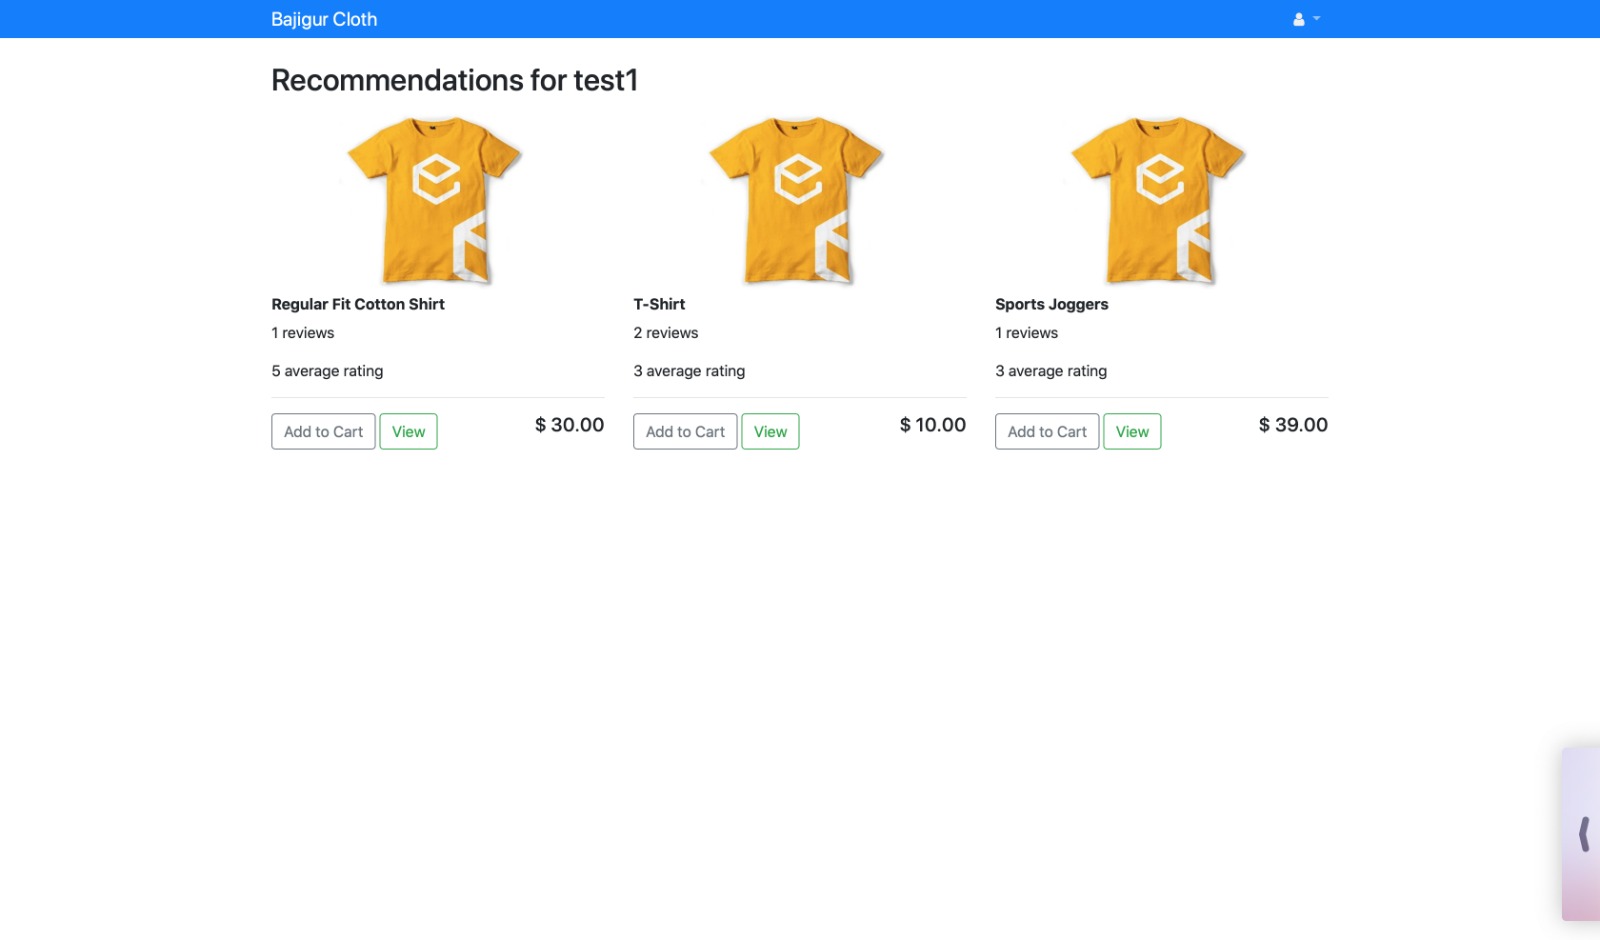 Bajigur Cloth
Recommendations for test1
Regular Fit Cotton Shirt
1 reviews
5 average rating
Add to Cart View $ 30.00
T-Shirt
2 reviews
3 average rating
Add to Cart View $ 10.00
Sports Joggers
1 reviews
3 average rating
Add to Cart View $ 39.00